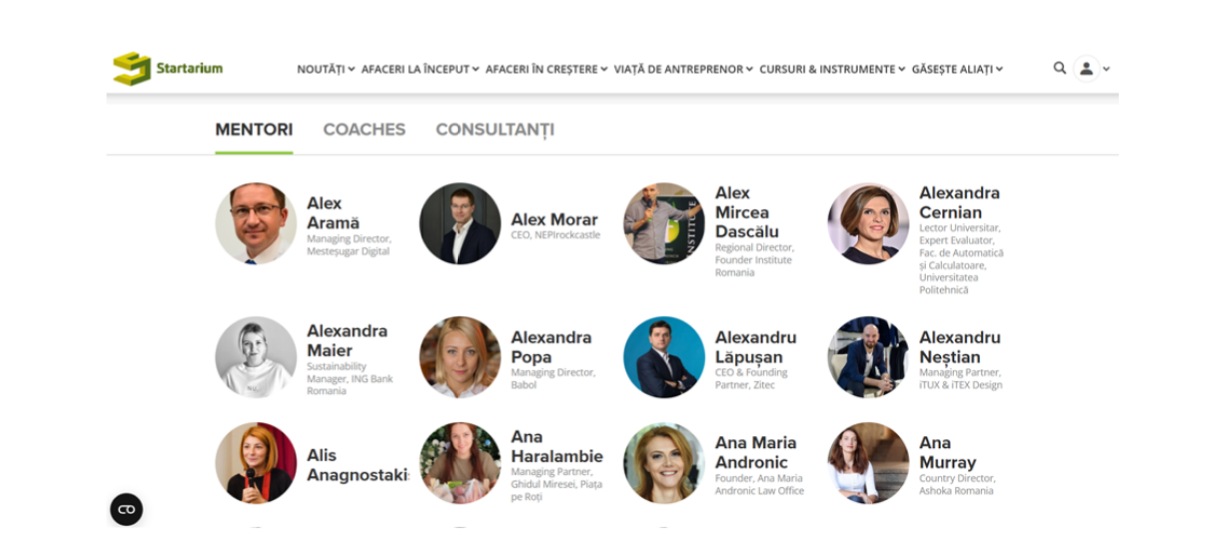 Startarium
NOUTĂȚI AFACERI LA ÎNCEPUT AFACERI ÎN CREȘTERE VIAȚĂ DE ANTREPRENOR CURSURI & INSTRUMENTE GĂSEȘTE ALIAȚI
MENTORI COACHES CONSULTANȚI
Alex
Aramă
Managing Director,
Mesteșugar Digital
Alex Morar
CEO, NEPIrockcastle
Alex
Mircea
Dascălu
Regional Director,
Founder Institute
Romania
Alexandra
Cernian
Lector Universitar,
Expert Evaluator,
Fac. de Automatică
și Calculatoare,
Universitatea
Politehnică
Alexandra
Maier
Sustainability
Manager, ING Bank
Romania
Alexandra
Popa
Managing Director,
Babol
Alexandru
Lăpușan
CEO & Founding
Partner, Zitec
Alexandru
Neștian
Managing Partner,
iTUX & iTEX Design
Alis
Anagnostaki
Ana
Haralambie
Managing Partner,
Ghidul Miresei, Piața
pe Roți
Ana Maria
Andronic
Founder, Ana Maria
Andronic Law Office
Ana
Murray
Country Director,
Ashoka Romania